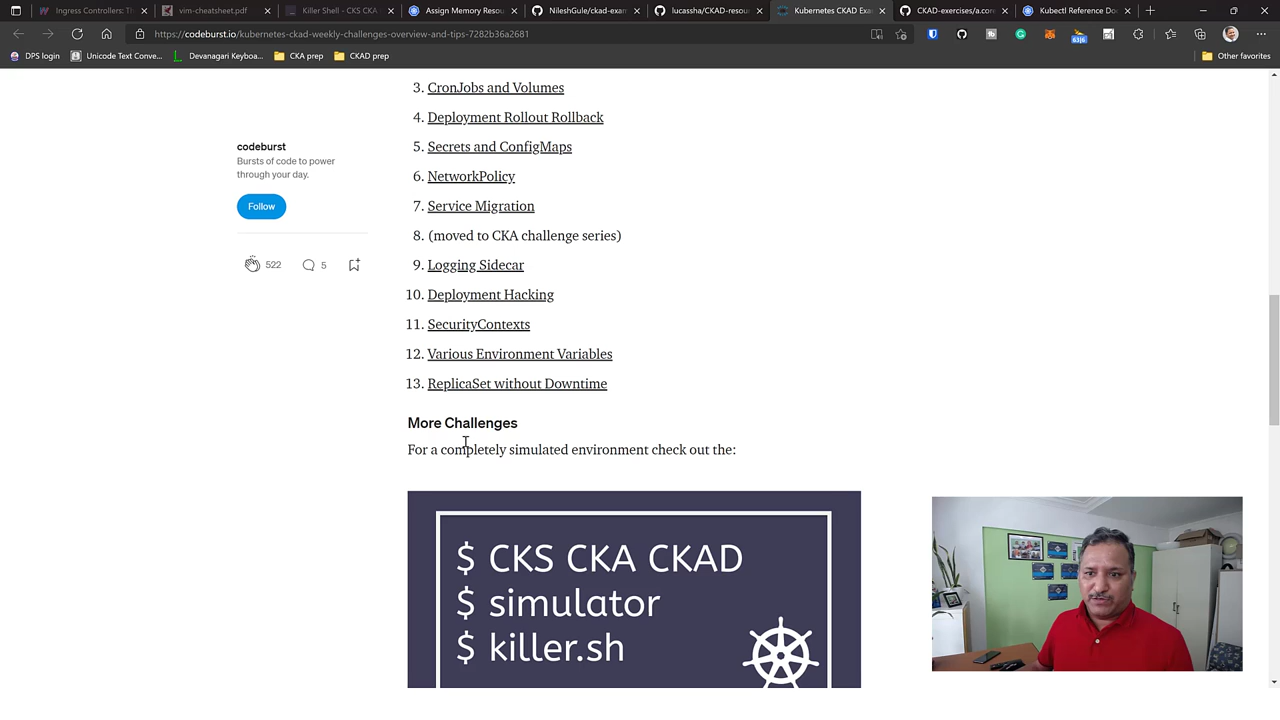 Ingress Controllers: Th
vim-cheatsheet.pdf
Killer Shell - CKS CKA
Assign Memory Resou
NileshGule/ckad-exam
lucassha/CKAD-resou
Kubernetes CKAD Exa
CKAD-exercises/a.core
Kubectl Reference Doc
https://codeburst.io/kubernetes-ckad-weekly-challenges-overview-and-tips-7282b36a2681
DPS login
Unicode Text Conve...
Devanagari Keyboa...
CKA prep
CKAD prep
Other favorites
3. CronJobs and Volumes
4. Deployment Rollout Rollback
codeburst
Bursts of code to power
through your day.
Follow
522
5
5. Secrets and ConfigMaps
6. NetworkPolicy
7. Service Migration
8. (moved to CKA challenge series)
9. Logging Sidecar
10. Deployment Hacking
11. SecurityContexts
12. Various Environment Variables
13. ReplicaSet without Downtime
More Challenges
For a completely simulated environment check out the:
$ CKS CKA CKAD
$ simulator
$ killer.sh